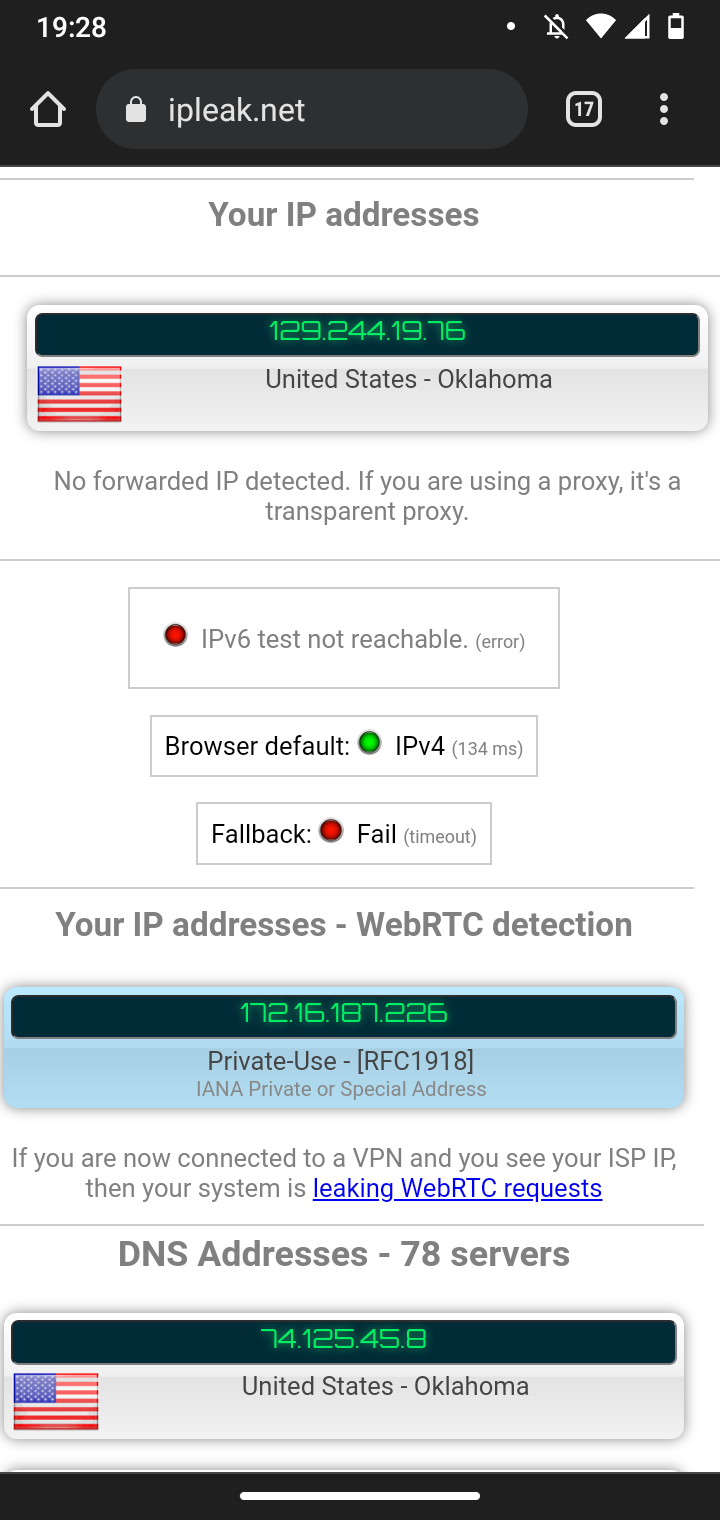 19:28
ipleak.net
17
Your IP addresses
129.244.19.76
United States - Oklahoma
No forwarded IP detected. If you are using a proxy, it's a
transparent proxy.
IPv6 test not reachable. (error)
Browser default: IPv4 (134 ms)
Fallback: Fail (timeout)
Your IP addresses - WebRTC detection
172.16.187.226
Private-Use - [RFC1918]
IANA Private or Special Address
If you are now connected to a VPN and you see your ISP IP,
then your system is leaking WebRTC requests
DNS Addresses - 78 servers
74.125.45.8
United States - Oklahoma